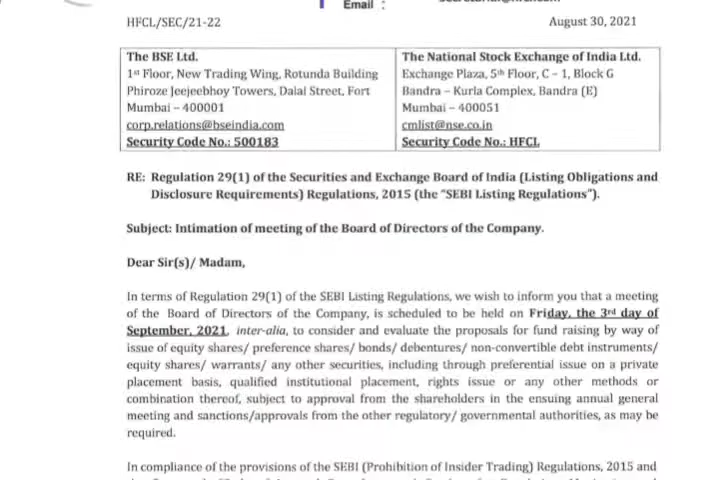 Email :
HFCL/SEC/21-22
August 30, 2021
The BSE Ltd.
1st Floor, New Trading Wing, Rotunda Building
Phiroze Jeejeebhoy Towers, Dalal Street, Fort
Mumbai – 400001
corp.relations@bseindia.com
Security Code No.: 500183
The National Stock Exchange of India Ltd.
Exchange Plaza, 5th Floor, C – 1, Block G
Bandra – Kurla Complex, Bandra (E)
Mumbai – 400051
cmlist@nse.co.in
Security Code No.: HFCL
RE: Regulation 29(1) of the Securities and Exchange Board of India (Listing Obligations and
Disclosure Requirements) Regulations, 2015 (the “SEBI Listing Regulations”).
Subject: Intimation of meeting of the Board of Directors of the Company.
Dear Sir(s)/ Madam,
In terms of Regulation 29(1) of the SEBI Listing Regulations, we wish to inform you that a meeting
of the Board of Directors of the Company, is scheduled to be held on Friday, the 3rd day of
September, 2021, inter-alia, to consider and evaluate the proposals for fund raising by way of
issue of equity shares/ preference shares/ bonds/ debentures/ non-convertible debt instruments/
equity shares/ warrants/ any other securities, including through preferential issue on a private
placement basis, qualified institutional placement, rights issue or any other methods or
combination thereof, subject to approval from the shareholders in the ensuing annual general
meeting and sanctions/approvals from the other regulatory/ governmental authorities, as may be
required.
In compliance of the provisions of the SEBI (Prohibition of Insider Trading) Regulations, 2015 and